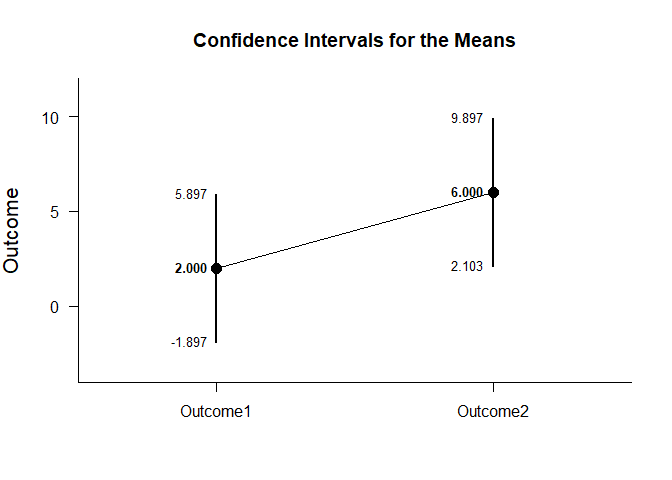 Confidence Intervals for the Means
Outcome
10
5
0
5.897
2.000
-1.897
9.897
6.000
2.103
Outcome1
Outcome2